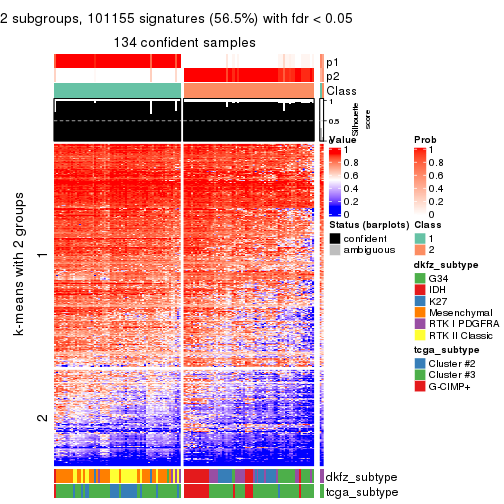 2 subgroups, 101155 signatures (56.5%) with fdr < 0.05
134 confident samples
p1
p2
Class
1
0.5
0
Silhouette
score
k-means with 2 groups
1
2
dkfz_subtype
tcga_subtype
Value
1
0.8
0.6
0.4
0.2
0
Status (barplots)
confident
ambiguous
Prob
1
0.8
0.6
0.4
0.2
0
Class
1
2
dkfz_subtype
G34
IDH
K27
Mesenchymal
RTK I PDGFRA
RTK II Classic
tcga_subtype
Cluster #2
Cluster #3
G-CIMP+